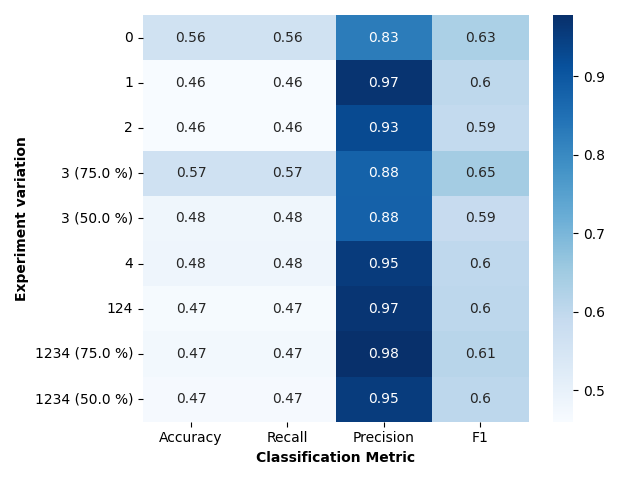 0 0.56 0.56 0.83 0.63
1 0.46 0.46 0.97 0.6
2 0.46 0.46 0.93 0.59
3 (75.0 %) 0.57 0.57 0.88 0.65
3 (50.0 %) 0.48 0.48 0.88 0.59
4 0.48 0.48 0.95 0.6
124 0.47 0.47 0.97 0.6
1234 (75.0 %) 0.47 0.47 0.98 0.61
1234 (50.0 %) 0.47 0.47 0.95 0.6
Accuracy Recall Precision F1
Classification Metric
Experiment variation
0.9
0.8
0.7
0.6
0.5